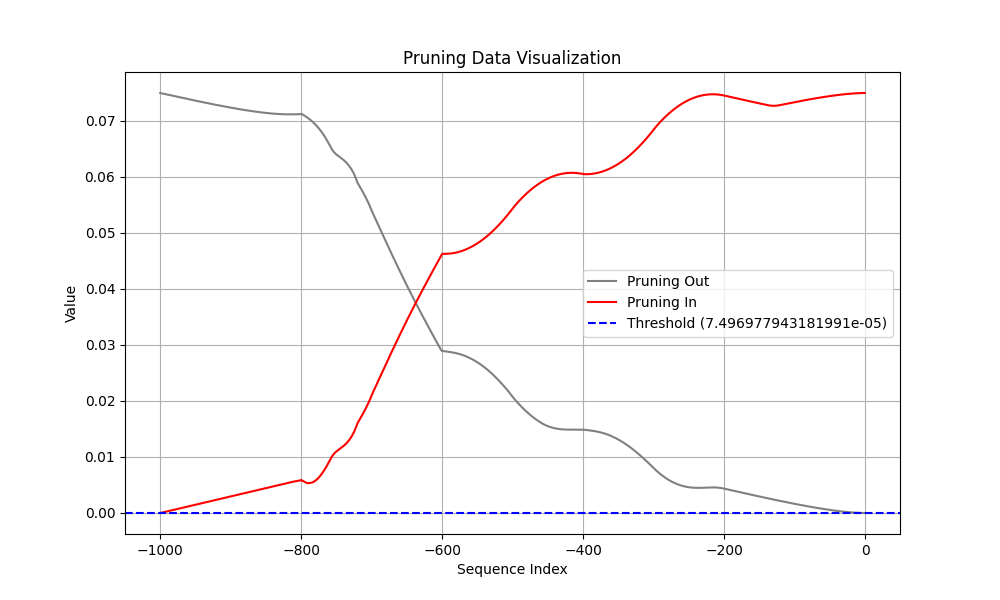 Pruning Data Visualization
Value
0.07
0.06
0.05
0.04
0.03
0.02
0.01
0.00
Pruning Out
Pruning In
Threshold (7.496977943181991e-05)
−1000
−800
−600
−400
−200
0
Sequence Index